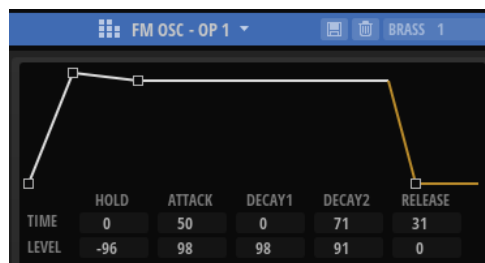 FM OSC - OP 1 BRASS 1
HOLD ATTACK DECAY1 DECAY2 RELEASE
TIME 0 50 0 71 31
LEVEL -96 98 98 91 0